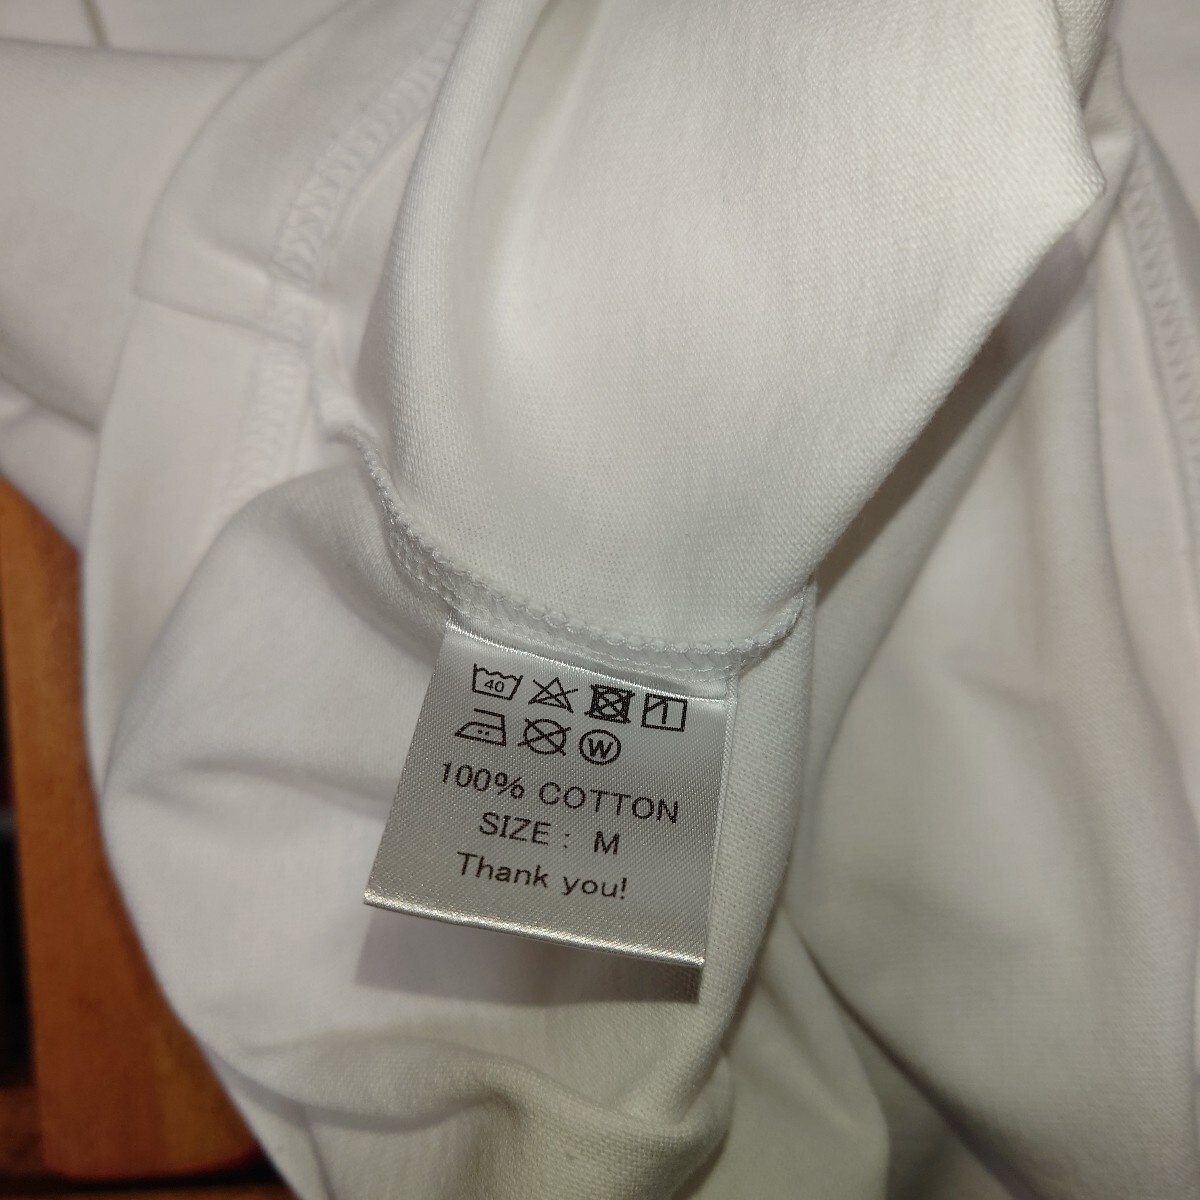 40
W
100% COTTON
SIZE : M
Thank you!